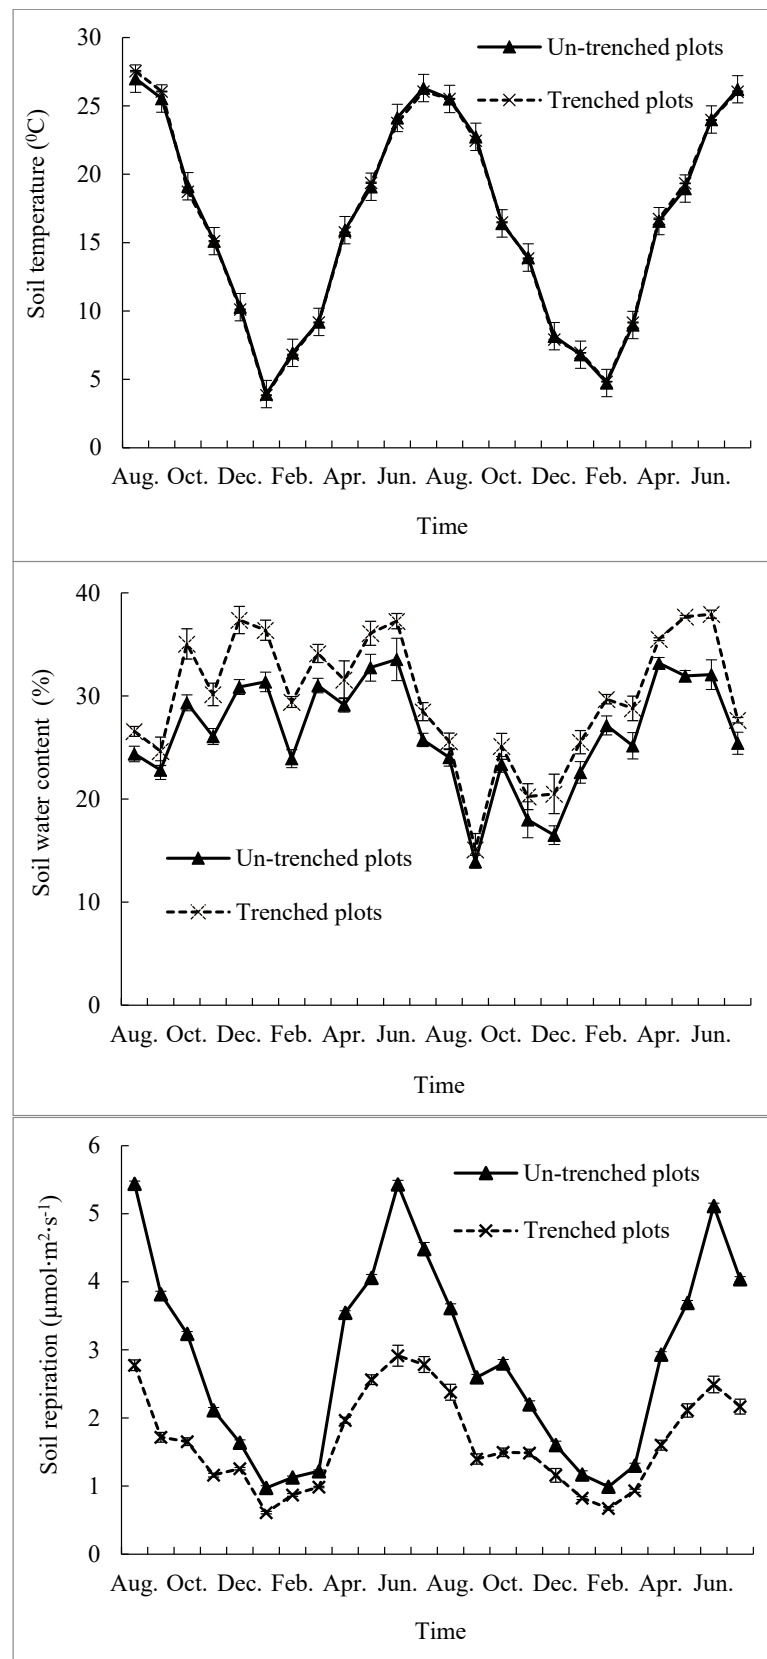 30
25
20
15
10
5
0
Soil temperature (⁰C)
Un-trenched plots
Trenched plots
Aug. Oct. Dec. Feb. Apr. Jun. Aug. Oct. Dec. Feb. Apr. Jun.
Time
40
30
20
10
0
Soil water content (%)
Un-trenched plots
Trenched plots
Aug. Oct. Dec. Feb. Apr. Jun. Aug. Oct. Dec. Feb. Apr. Jun.
Time
6
5
4
3
2
1
0
Soil repiration (μmol·m²·s⁻¹)
Un-trenched plots
Trenched plots
Aug. Oct. Dec. Feb. Apr. Jun. Aug. Oct. Dec. Feb. Apr. Jun.
Time